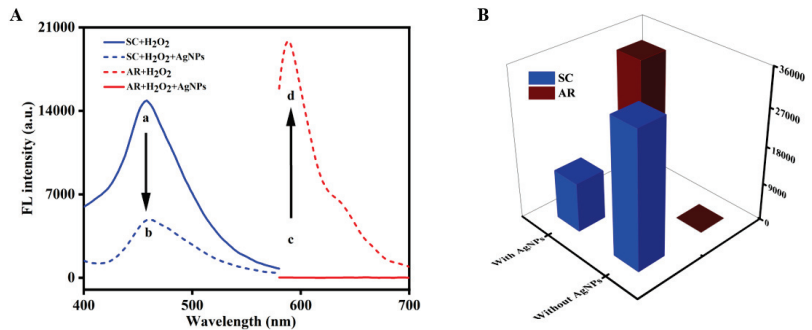 A
FL intensity (a.u.)
21000
14000
7000
0
SC+H2O2
SC+H2O2+AgNPs
AR+H2O2
AR+H2O2+AgNPs
a
b
d
c
400
500
600
700
Wavelength (nm)
B
SC
AR
36000
27000
18000
9000
0
With AgNPs
Without AgNPs